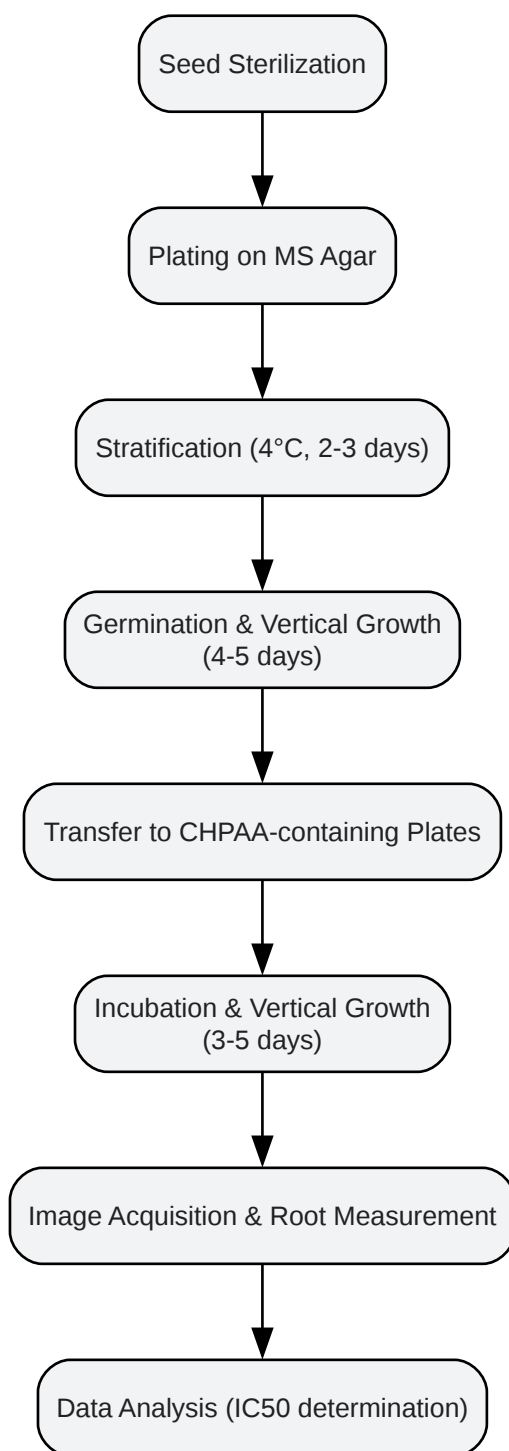 Seed Sterilization
Plating on MS Agar
Stratification (4°C, 2-3 days)
Germination & Vertical Growth
(4-5 days)
Transfer to CHPAA-containing Plates
Incubation & Vertical Growth
(3-5 days)
Image Acquisition & Root Measurement
Data Analysis (IC50 determination)